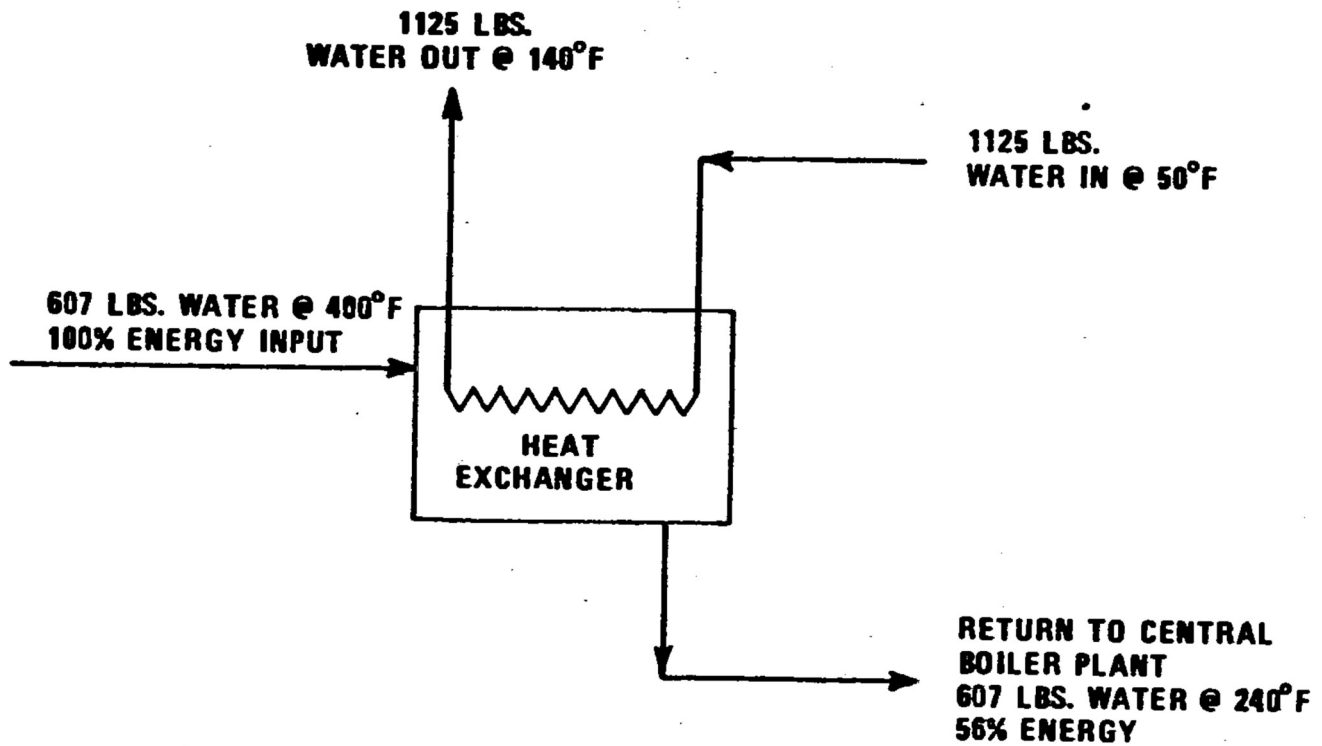 1125 LBS.
WATER OUT @ 140°F
1125 LBS.
WATER IN @ 50°F
607 LBS. WATER @ 400°F
100% ENERGY INPUT
HEAT
EXCHANGER
RETURN TO CENTRAL
BOILER PLANT
607 LBS. WATER @ 240°F
56% ENERGY